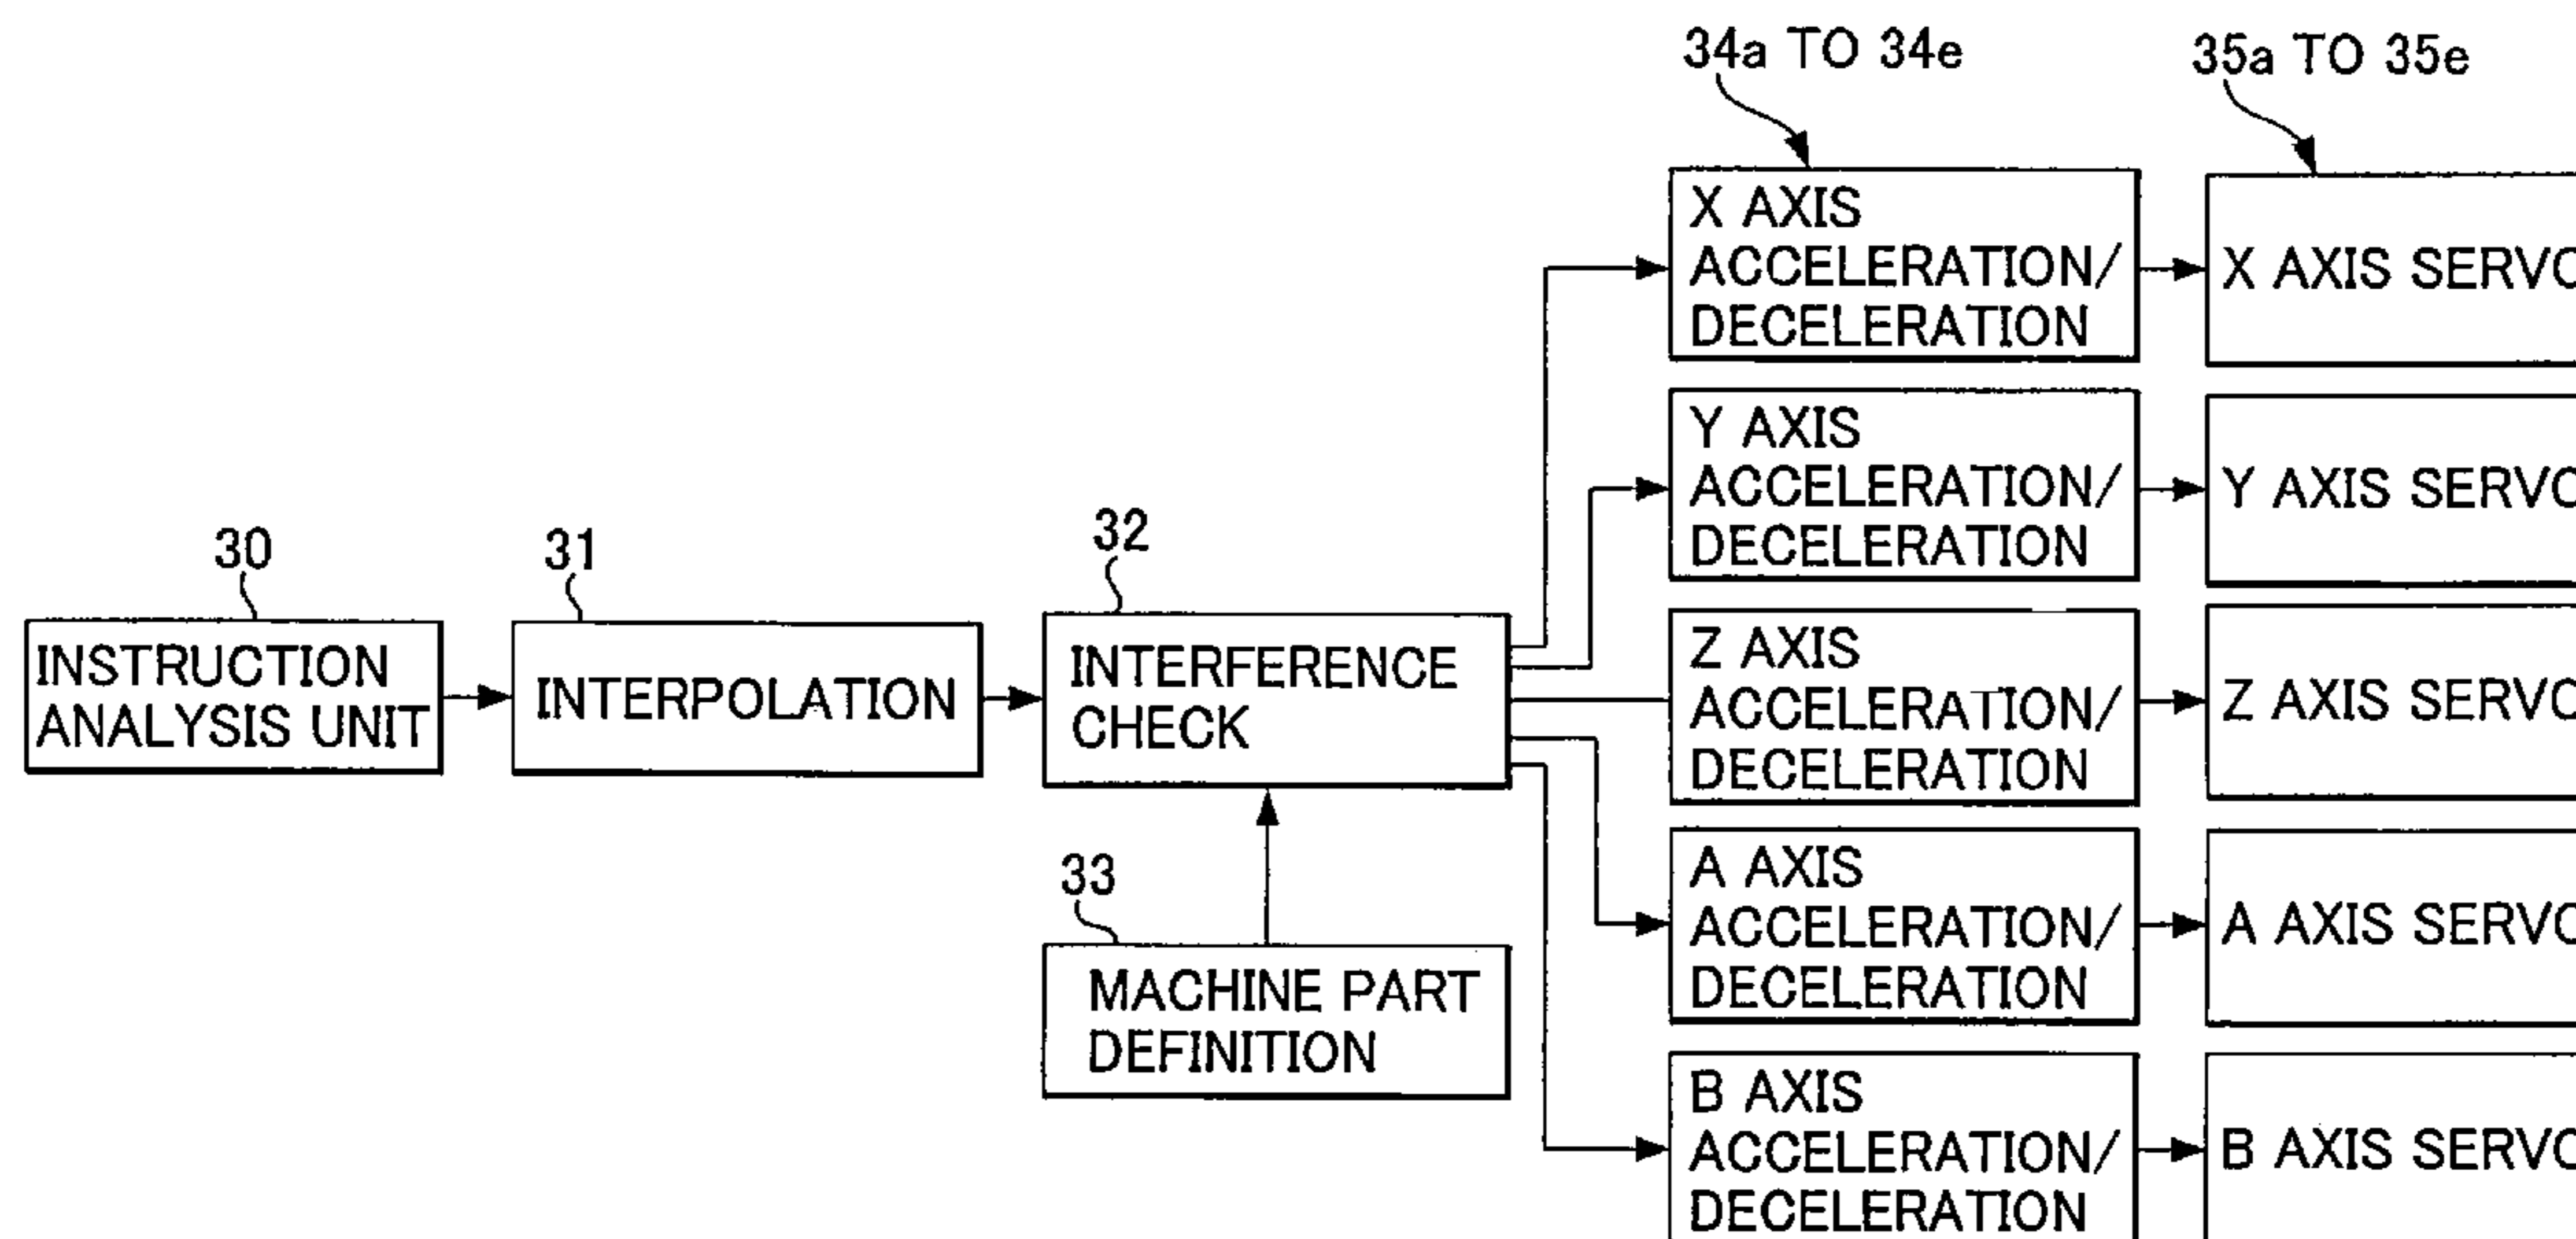 34a TO 34e
35a TO 35e
X AXIS
ACCELERATION/
DECELERATION
X AXIS SERVO
Y AXIS
ACCELERATION/
DECELERATION
Y AXIS SERVO
30
31
32
INSTRUCTION
ANALYSIS UNIT
INTERPOLATION
INTERFERENCE
CHECK
Z AXIS
ACCELERATION/
DECELERATION
Z AXIS SERVO
33
MACHINE PART
DEFINITION
A AXIS
ACCELERATION/
DECELERATION
A AXIS SERVO
B AXIS
ACCELERATION/
DECELERATION
B AXIS SERVO